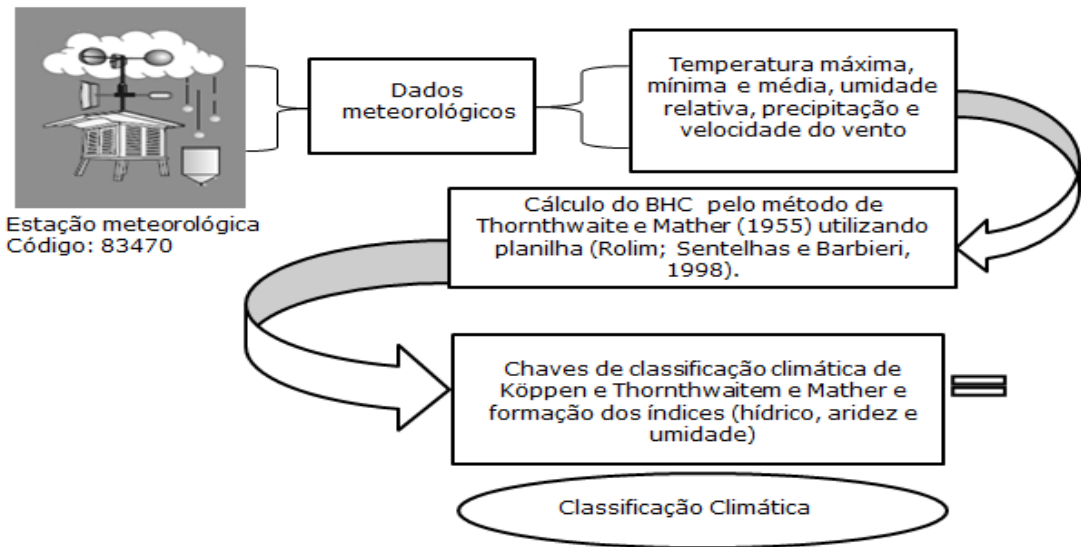 Estação meteorológica
Código: 83470
Dados
meteorológicos
Temperatura máxima,
mínima e média, umidade
relativa, precipitação e
velocidade do vento
Cálculo do BHC pelo método de
Thornthwaite e Mather (1955) utilizando
planilha (Rolim; Sentelhas e Barbieri,
1998).
Chaves de classificação climática de
Köppen e Thornthwaitem e Mather e
formação dos índices (hídrico, aridez e
umidade)
Classificação Climática